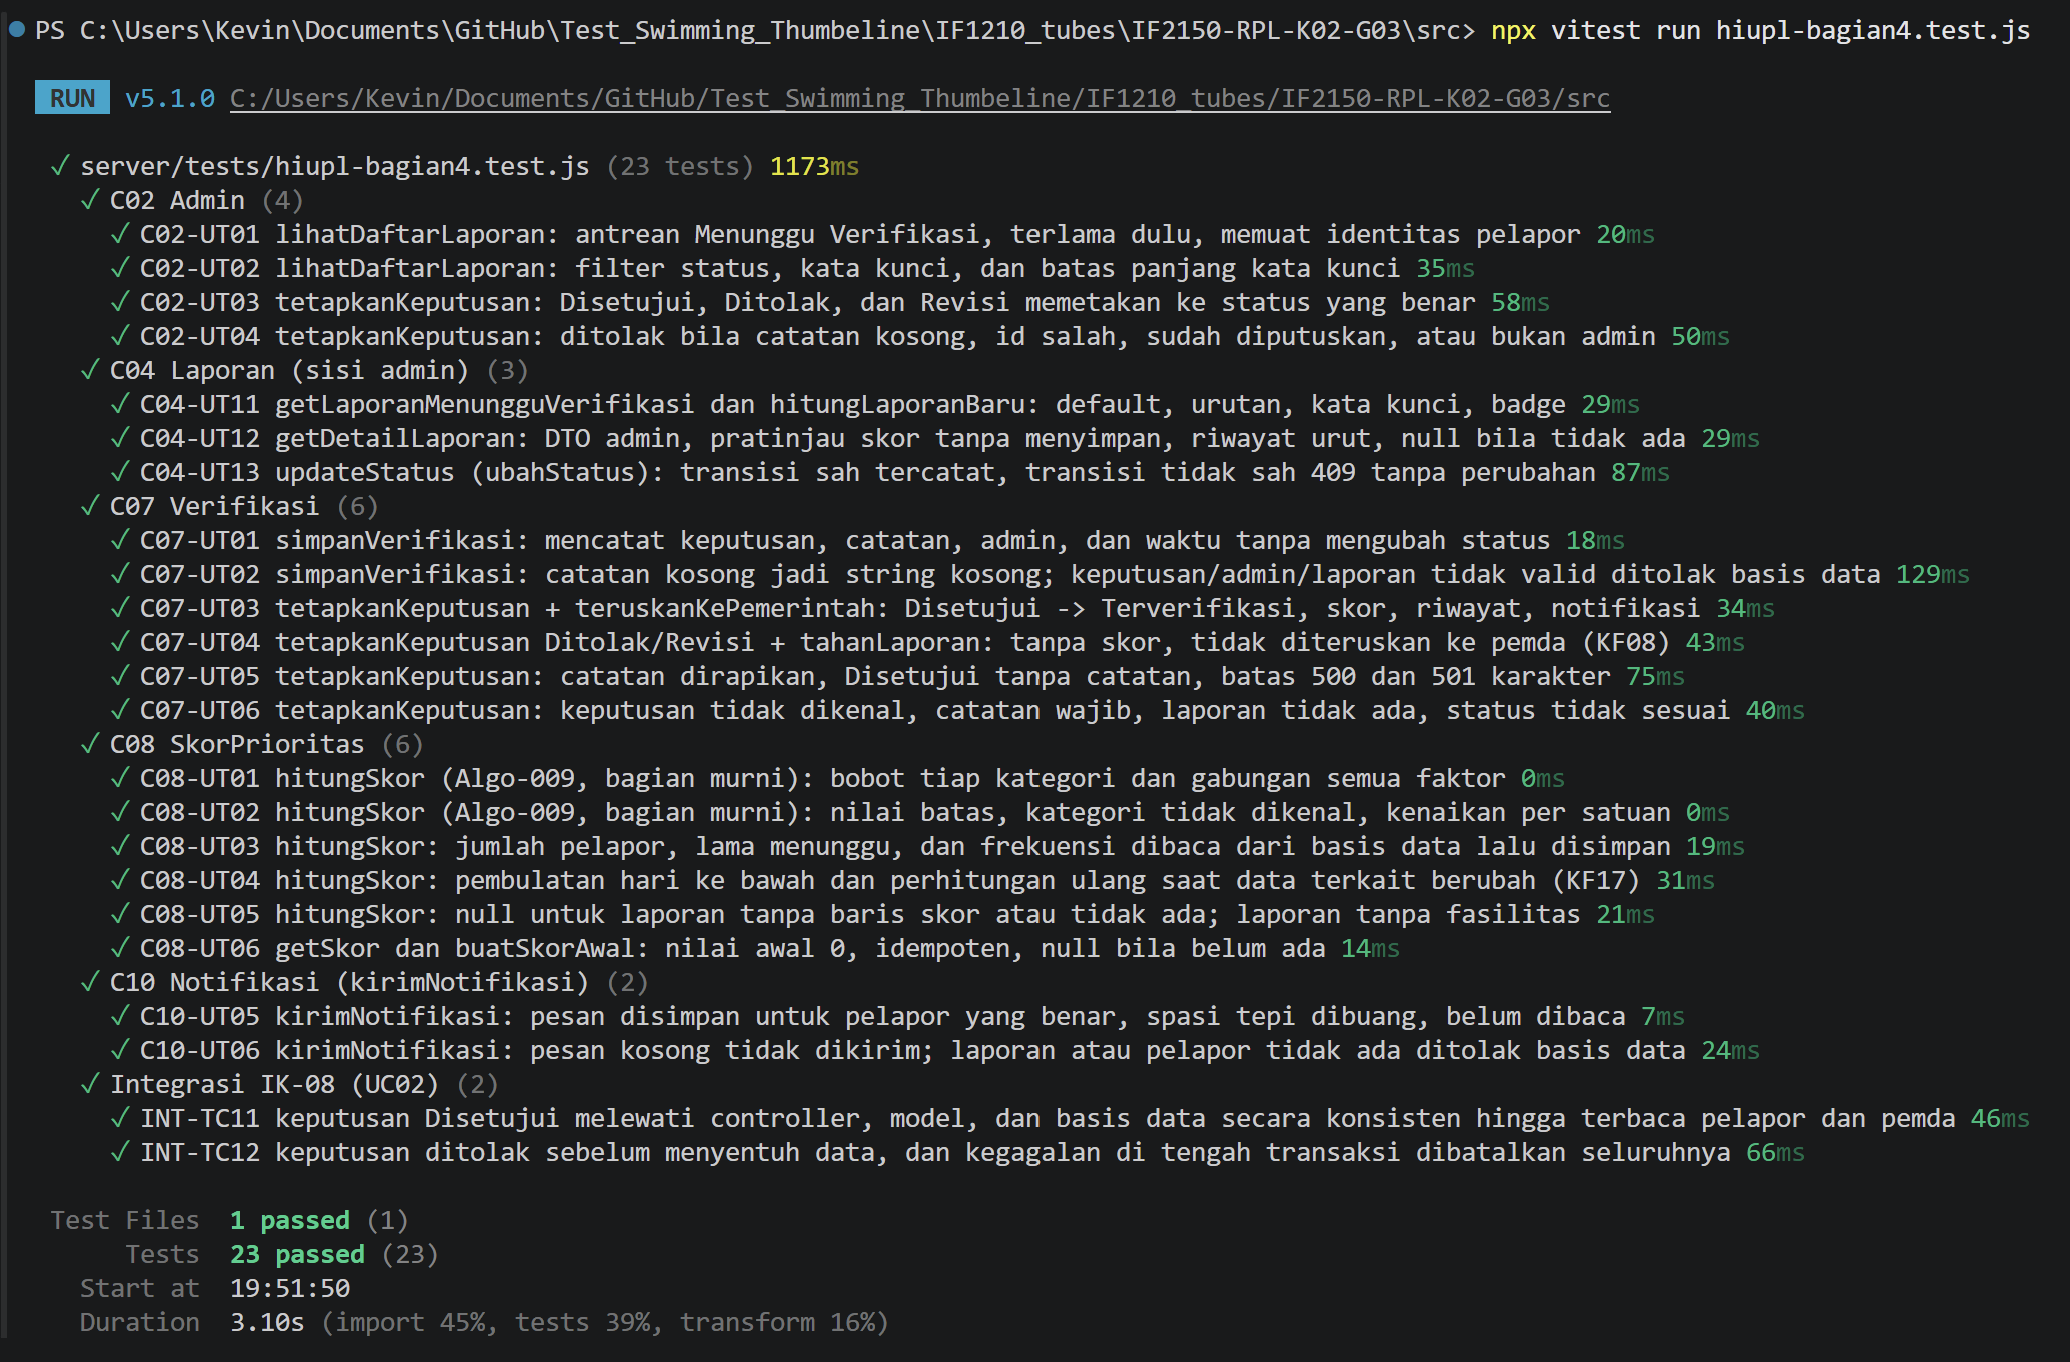 PS C:\Users\Kevin\Documents\GitHub\Test_Swimming_Thumbeline\IF1210_tubes\IF2150-RPL-K02-G03\src> npx vitest run hiupl-bagian4.test.js
RUN v5.1.0 C:/Users/Kevin/Documents/GitHub/Test_Swimming_Thumbeline/IF1210_tubes/IF2150-RPL-K02-G03/src
✓ server/tests/hiupl-bagian4.test.js (23 tests) 1173ms
✓ C02 Admin (4)
✓ C02-UT01 lihatDaftarLaporan: antrean Menunggu Verifikasi, terlama dulu, memuat identitas pelapor 20ms
✓ C02-UT02 lihatDaftarLaporan: filter status, kata kunci, dan batas panjang kata kunci 35ms
✓ C02-UT03 tetapkanKeputusan: Disetujui, Ditolak, dan Revisi memetakan ke status yang benar 58ms
✓ C02-UT04 tetapkanKeputusan: ditolak bila catatan kosong, id salah, sudah diputuskan, atau bukan admin 50ms
✓ C04 Laporan (sisi admin) (3)
✓ C04-UT11 getLaporanMenungguVerifikasi dan hitungLaporanBaru: default, urutan, kata kunci, badge 29ms
✓ C04-UT12 getDetailLaporan: DTO admin, pratinjau skor tanpa menyimpan, riwayat urut, null bila tidak ada 29ms
✓ C04-UT13 updateStatus (ubahStatus): transisi sah tercatat, transisi tidak sah 409 tanpa perubahan 87ms
✓ C07 Verifikasi (6)
✓ C07-UT01 simpanVerifikasi: mencatat keputusan, catatan, admin, dan waktu tanpa mengubah status 18ms
✓ C07-UT02 simpanVerifikasi: catatan kosong jadi string kosong; keputusan/admin/laporan tidak valid ditolak basis data 129ms
✓ C07-UT03 tetapkanKeputusan + teruskanKePemerintah: Disetujui -> Terverifikasi, skor, riwayat, notifikasi 34ms
✓ C07-UT04 tetapkanKeputusan Ditolak/Revisi + tahanLaporan: tanpa skor, tidak diteruskan ke pemda (KF08) 43ms
✓ C07-UT05 tetapkanKeputusan: catatan dirapikan, Disetujui tanpa catatan, batas 500 dan 501 karakter 75ms
✓ C07-UT06 tetapkanKeputusan: keputusan tidak dikenal, catatan wajib, laporan tidak ada, status tidak sesuai 40ms
✓ C08 SkorPrioritas (6)
✓ C08-UT01 hitungSkor (Algo-009, bagian murni): bobot tiap kategori dan gabungan semua faktor 0ms
✓ C08-UT02 hitungSkor (Algo-009, bagian murni): nilai batas, kategori tidak dikenal, kenaikan per satuan 0ms
✓ C08-UT03 hitungSkor: jumlah pelapor, lama menunggu, dan frekuensi dibaca dari basis data lalu disimpan 19ms
✓ C08-UT04 hitungSkor: pembulatan hari ke bawah dan perhitungan ulang saat data terkait berubah (KF17) 31ms
✓ C08-UT05 hitungSkor: null untuk laporan tanpa baris skor atau tidak ada; laporan tanpa fasilitas 21ms
✓ C08-UT06 getSkor dan buatSkorAwal: nilai awal 0, idempoten, null bila belum ada 14ms
✓ C10 Notifikasi (kirimNotifikasi) (2)
✓ C10-UT05 kirimNotifikasi: pesan disimpan untuk pelapor yang benar, spasi tepi dibuang, belum dibaca 7ms
✓ C10-UT06 kirimNotifikasi: pesan kosong tidak dikirim; laporan atau pelapor tidak ada ditolak basis data 24ms
✓ Integrasi IK-08 (UC02) (2)
✓ INT-TC11 keputusan Disetujui melewati controller, model, dan basis data secara konsisten hingga terbaca pelapor dan pemda 46ms
✓ INT-TC12 keputusan ditolak sebelum menyentuh data, dan kegagalan di tengah transaksi dibatalkan seluruhnya 66ms
Test Files 1 passed (1)
Tests 23 passed (23)
Start at 19:51:50
Duration 3.10s (import 45%, tests 39%, transform 16%)